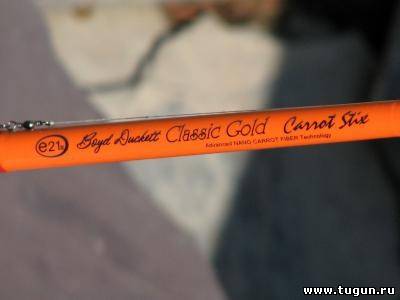 e21 Boyd Duckett Classic Gold Carrot Stix
Advanced NANO CARROT FIBER Technology
www.tugun.ru